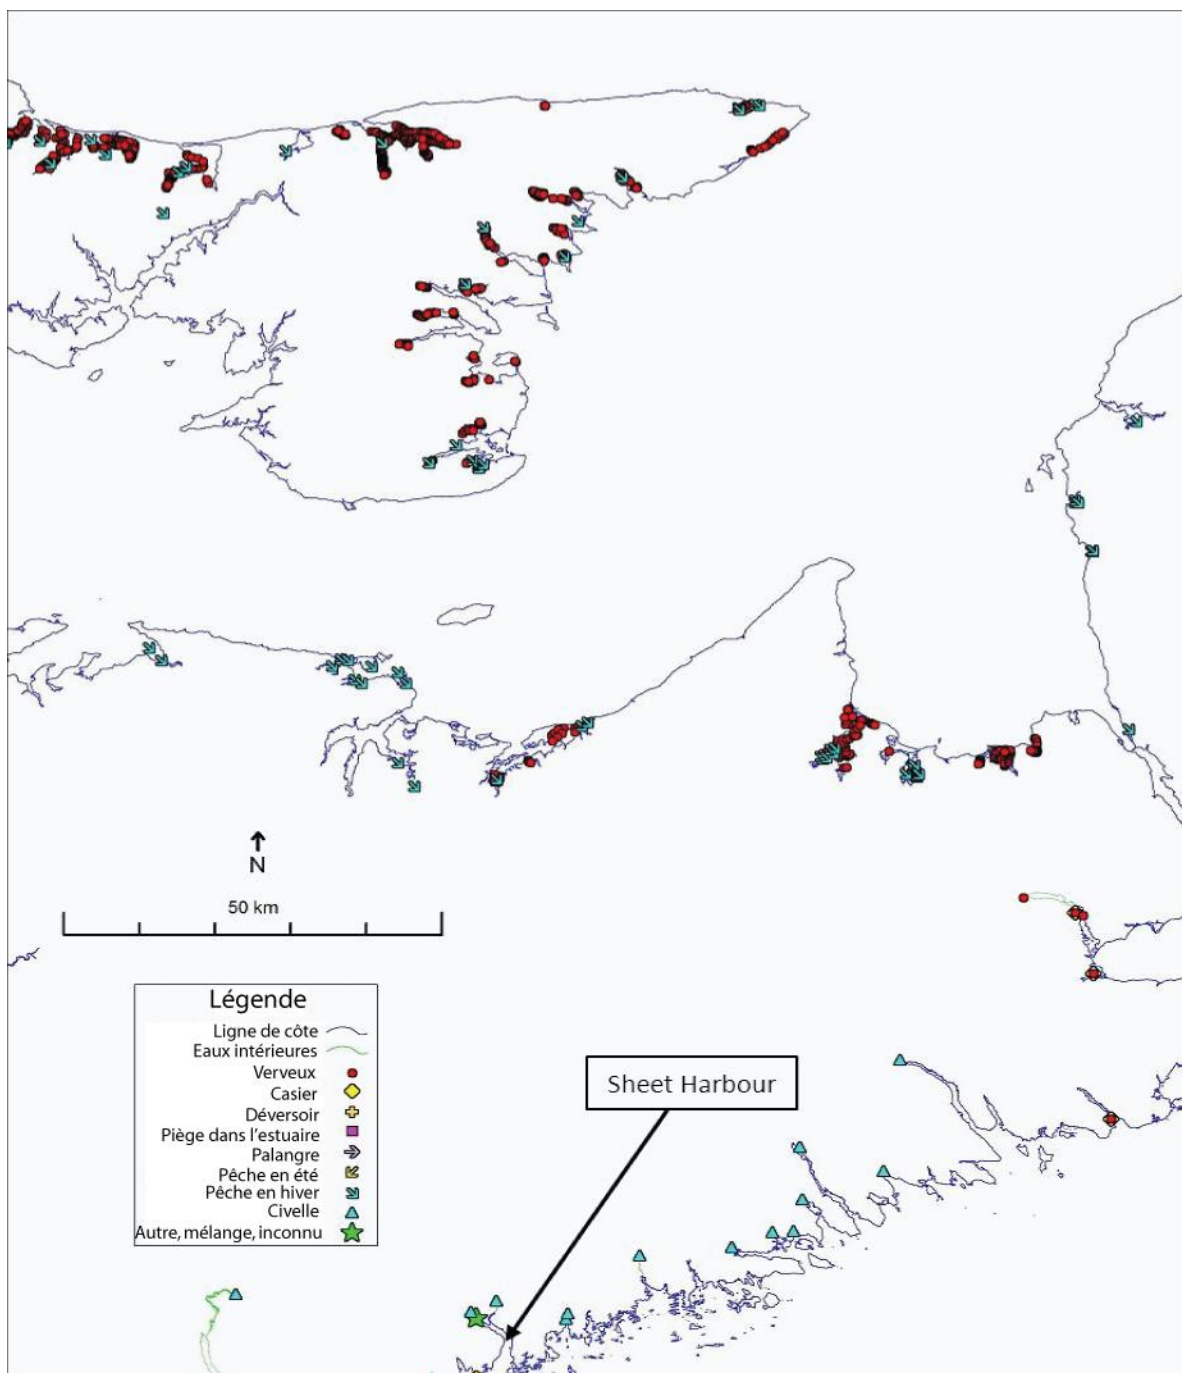 N
50 km
Légende
Ligne de côte
Eaux intérieures
Verveux
Casier
Déversoir
Piège dans l'estuaire
Palangre
Pêche en été
Pêche en hiver
Civelle
Autre, mélange, inconnu
Sheet Harbour